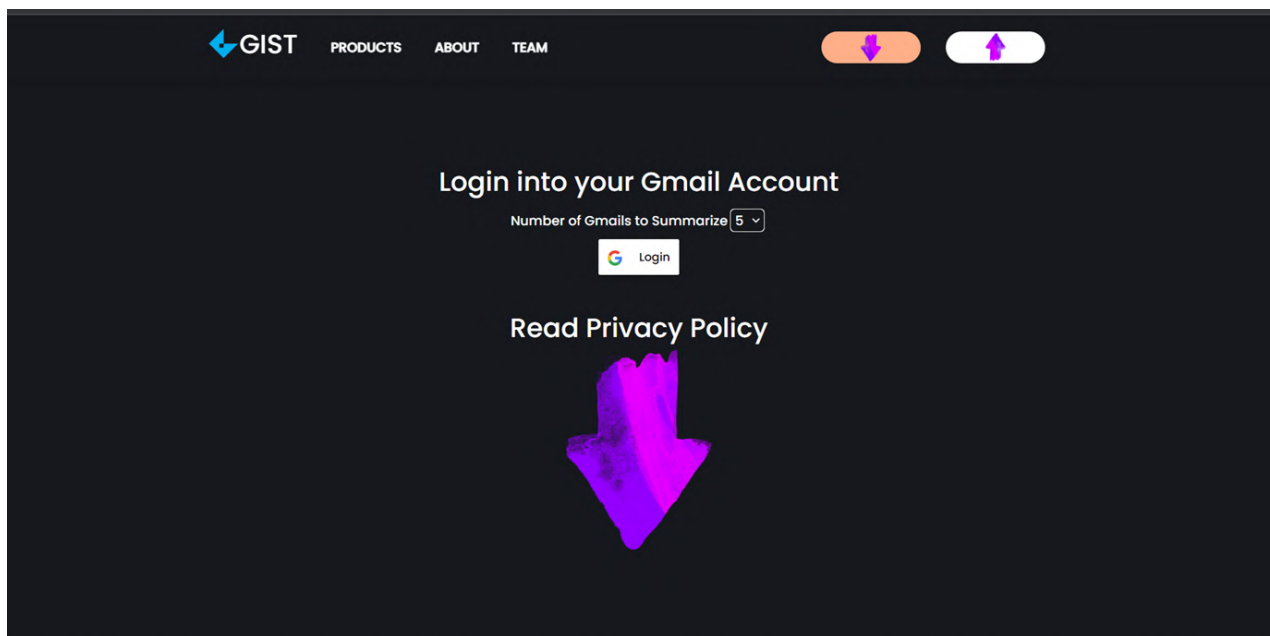 GIST PRODUCTS ABOUT TEAM
Login into your Gmail Account
Number of Gmails to Summarize 5
Login
Read Privacy Policy